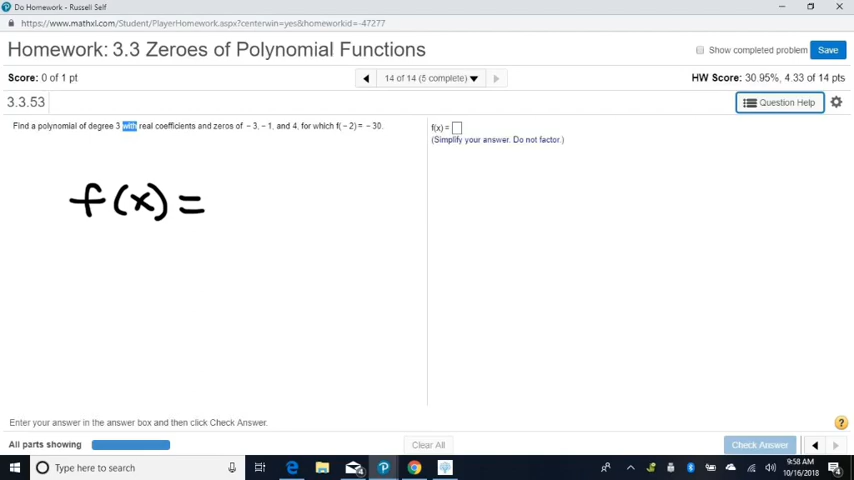 Do Homework - Russell Self
https://www.mathxl.com/Student/PlayerHomework.aspx?centerwin=yes&homeworkid=-47277
Homework: 3.3 Zeroes of Polynomial Functions
Show completed problem
Save
Score: 0 of 1 pt
14 of 14 (5 complete)
HW Score: 30.95%, 4.33 of 14 pts
3.3.53
Question Help
Find a polynomial of degree 3 with real coefficients and zeros of −3, −1, and 4, for which f(−2) = −30.
f(x) =
(Simplify your answer. Do not factor.)
f(x)=
Enter your answer in the answer box and then click Check Answer.
?
All parts showing
Clear All
Check Answer
Type here to search
9:58 AM
10/16/2018